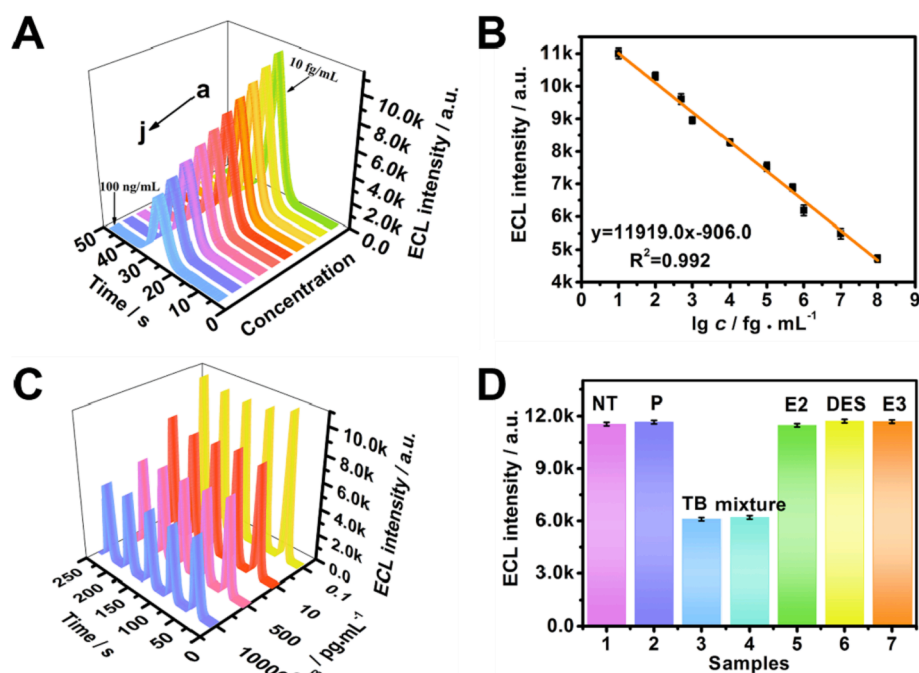 A
10 fg/mL
a
j
100 ng/mL
10.0k
8.0k
6.0k
4.0k
2.0k
0.0
ECL intensity / a.u.
50
40
30
20
10
0
Time / s
Concentration
B
11k
10k
9k
8k
7k
6k
5k
4k
ECL intensity / a.u.
y=11919.0x-906.0
R²=0.992
0 1 2 3 4 5 6 7 8 9
lg c / fg · mL⁻¹
C
10.0k
8.0k
6.0k
4.0k
2.0k
0.0
ECL intensity / a.u.
250
200
150
100
50
0
Time / s
0.1
10
500
/ pg·mL⁻¹
D
12.0k
9.0k
6.0k
3.0k
0.0
ECL intensity / a.u.
NT P E2 DES E3
TB mixture
1 2 3 4 5 6 7
Samples